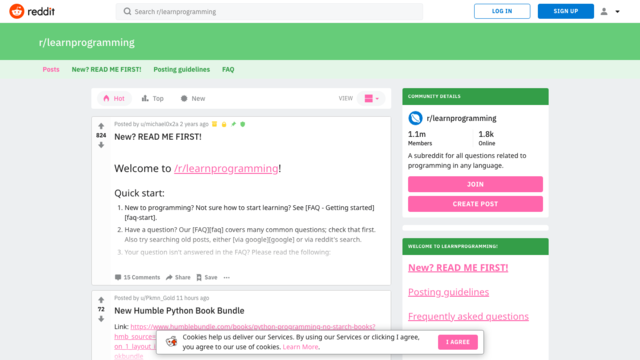 reddit
Search r/learnprogramming
LOG IN
SIGN UP
r/learnprogramming
Posts
New? READ ME FIRST!
Posting guidelines
FAQ
Hot
Top
New
VIEW
824
Posted by u/michael0x2a 2 years ago
New? READ ME FIRST!
Welcome to /r/learnprogramming!
Quick start:
1. New to programming? Not sure how to start learning? See [FAQ - Getting started]
[faq-start].
2. Have a question? Our [FAQ][faq] covers many common questions; check that first.
Also try searching old posts, either [via google][google] or via reddit's search.
3. Your question isn't answered in the FAQ? Please read the following:
15 Comments
Share
Save
72
Posted by u/Pkmn_Gold 11 hours ago
New Humble Python Book Bundle
Link: https://www.humblebundle.com/books/python-programming-no-starch-books?
hmb_source=
on_1_layout_i
okbundle
COMMUNITY DETAILS
r/learnprogramming
1.1m
1.8k
Members
Online
A subreddit for all questions related to
programming in any language.
JOIN
CREATE POST
WELCOME TO LEARNPROGRAMMING!
New? READ ME FIRST!
Posting guidelines
Frequently asked questions
Cookies help us deliver our Services. By using our Services or clicking I agree,
you agree to our use of cookies. Learn More.
I AGREE